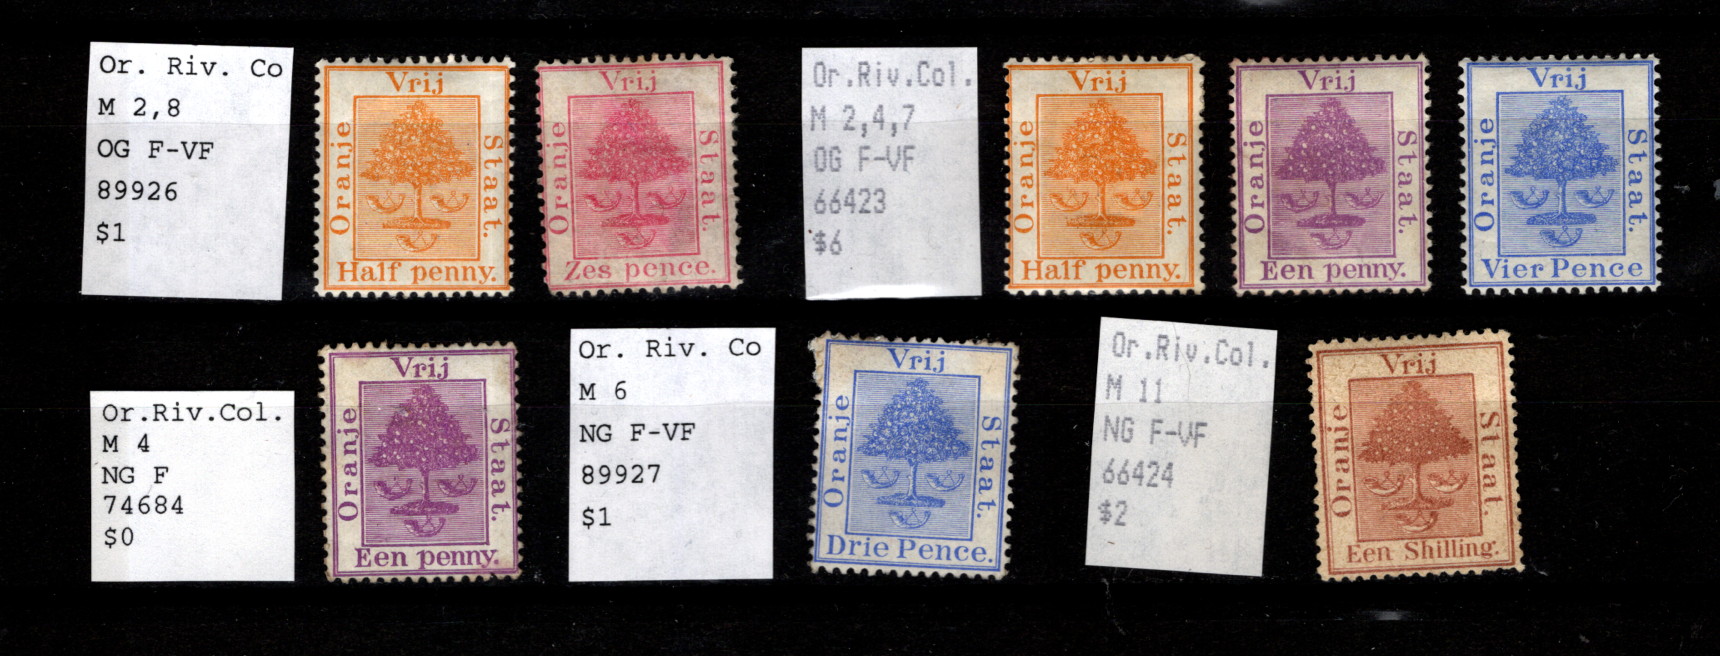 Or. Riv. Co
M 2,8
OG F-VF
89926
$1
Vrij
Oranje
Staat.
Half penny.
Vrij
Oranje
Staat.
Zes pence.
Or.Riv.Col.
M 2,4,7
OG F-VF
66423
$6
Vrij
Oranje
Staat.
Half penny.
Vrij
Oranje
Staat.
Een penny.
Vrij
Oranje
Staat.
Vier Pence
Or.Riv.Col.
M 4
NG F
74684
$0
Vrij
Oranje
Staat.
Een penny.
Or. Riv. Co
M 6
NG F-VF
89927
$1
Vrij
Oranje
Staat.
Drie Pence.
Or.Riv.Col.
M 11
NG F-VF
66424
$2
Vrij
Oranje
Staat.
Een Shilling.